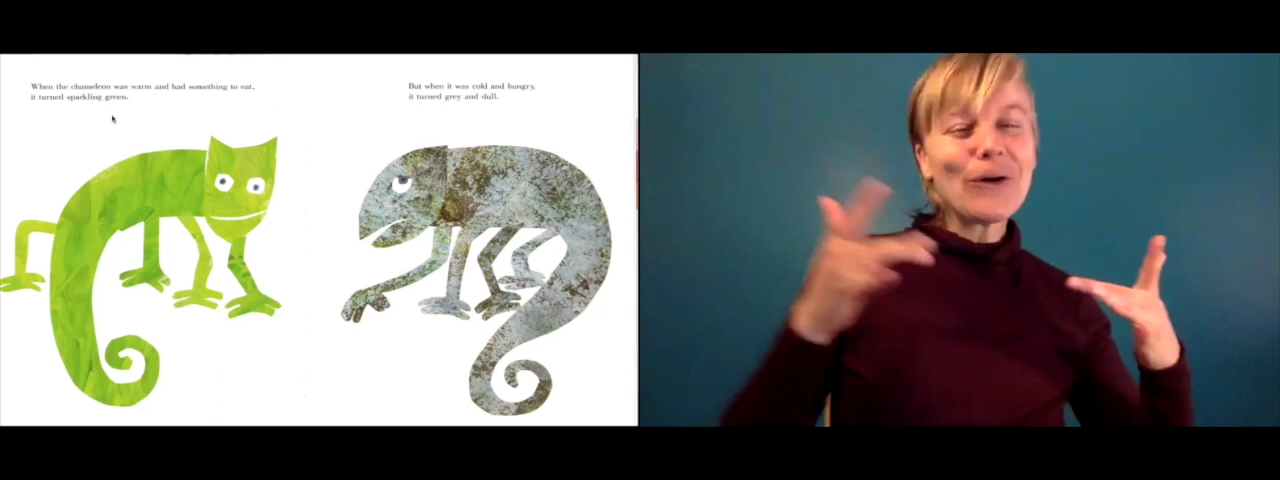 When the chameleon was warm and had something to eat,
it turned sparkling green.
But when it was cold and hungry,
it turned grey and dull.